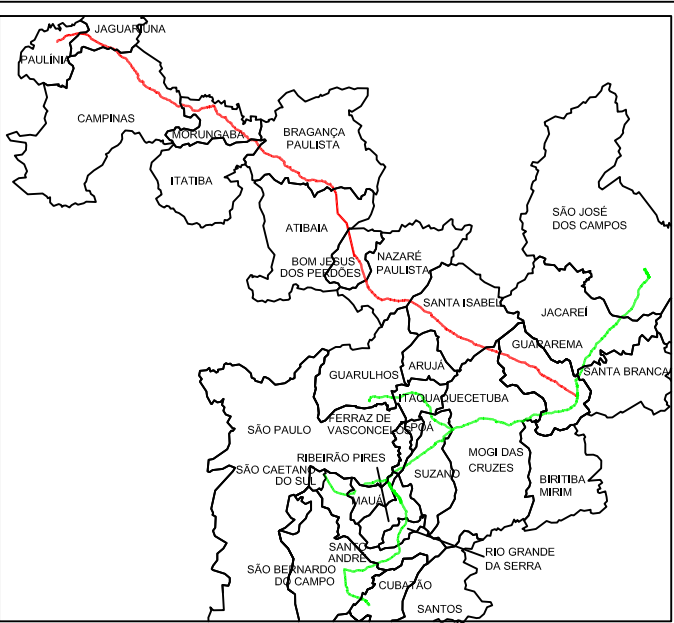 JAGUARIÚNA
PAULÍNIA
CAMPINAS
MORUNGABA
BRAGANÇA
PAULISTA
ITATIBA
SÃO JOSÉ
DOS CAMPOS
ATIBAIA
BOM JESUS
DOS PERDÕES
NAZARÉ
PAULISTA
SANTA ISABEL
JACAREÍ
GUARAREMA
SANTA BRANCA
ARUJÁ
GUARULHOS
ITAQUAQUECETUBA
FERRAZ DE
VASCONCELOS
POÁ
SÃO PAULO
MOGI DAS
CRUZES
RIBEIRÃO PIRES
SÃO CAETANO
DO SUL
SUZANO
BIRITIBA
MIRIM
MAUÁ
SANTO
ANDRÉ
RIO GRANDE
DA SERRA
SÃO BERNARDO
DO CAMPO
CUBATÃO
SANTOS